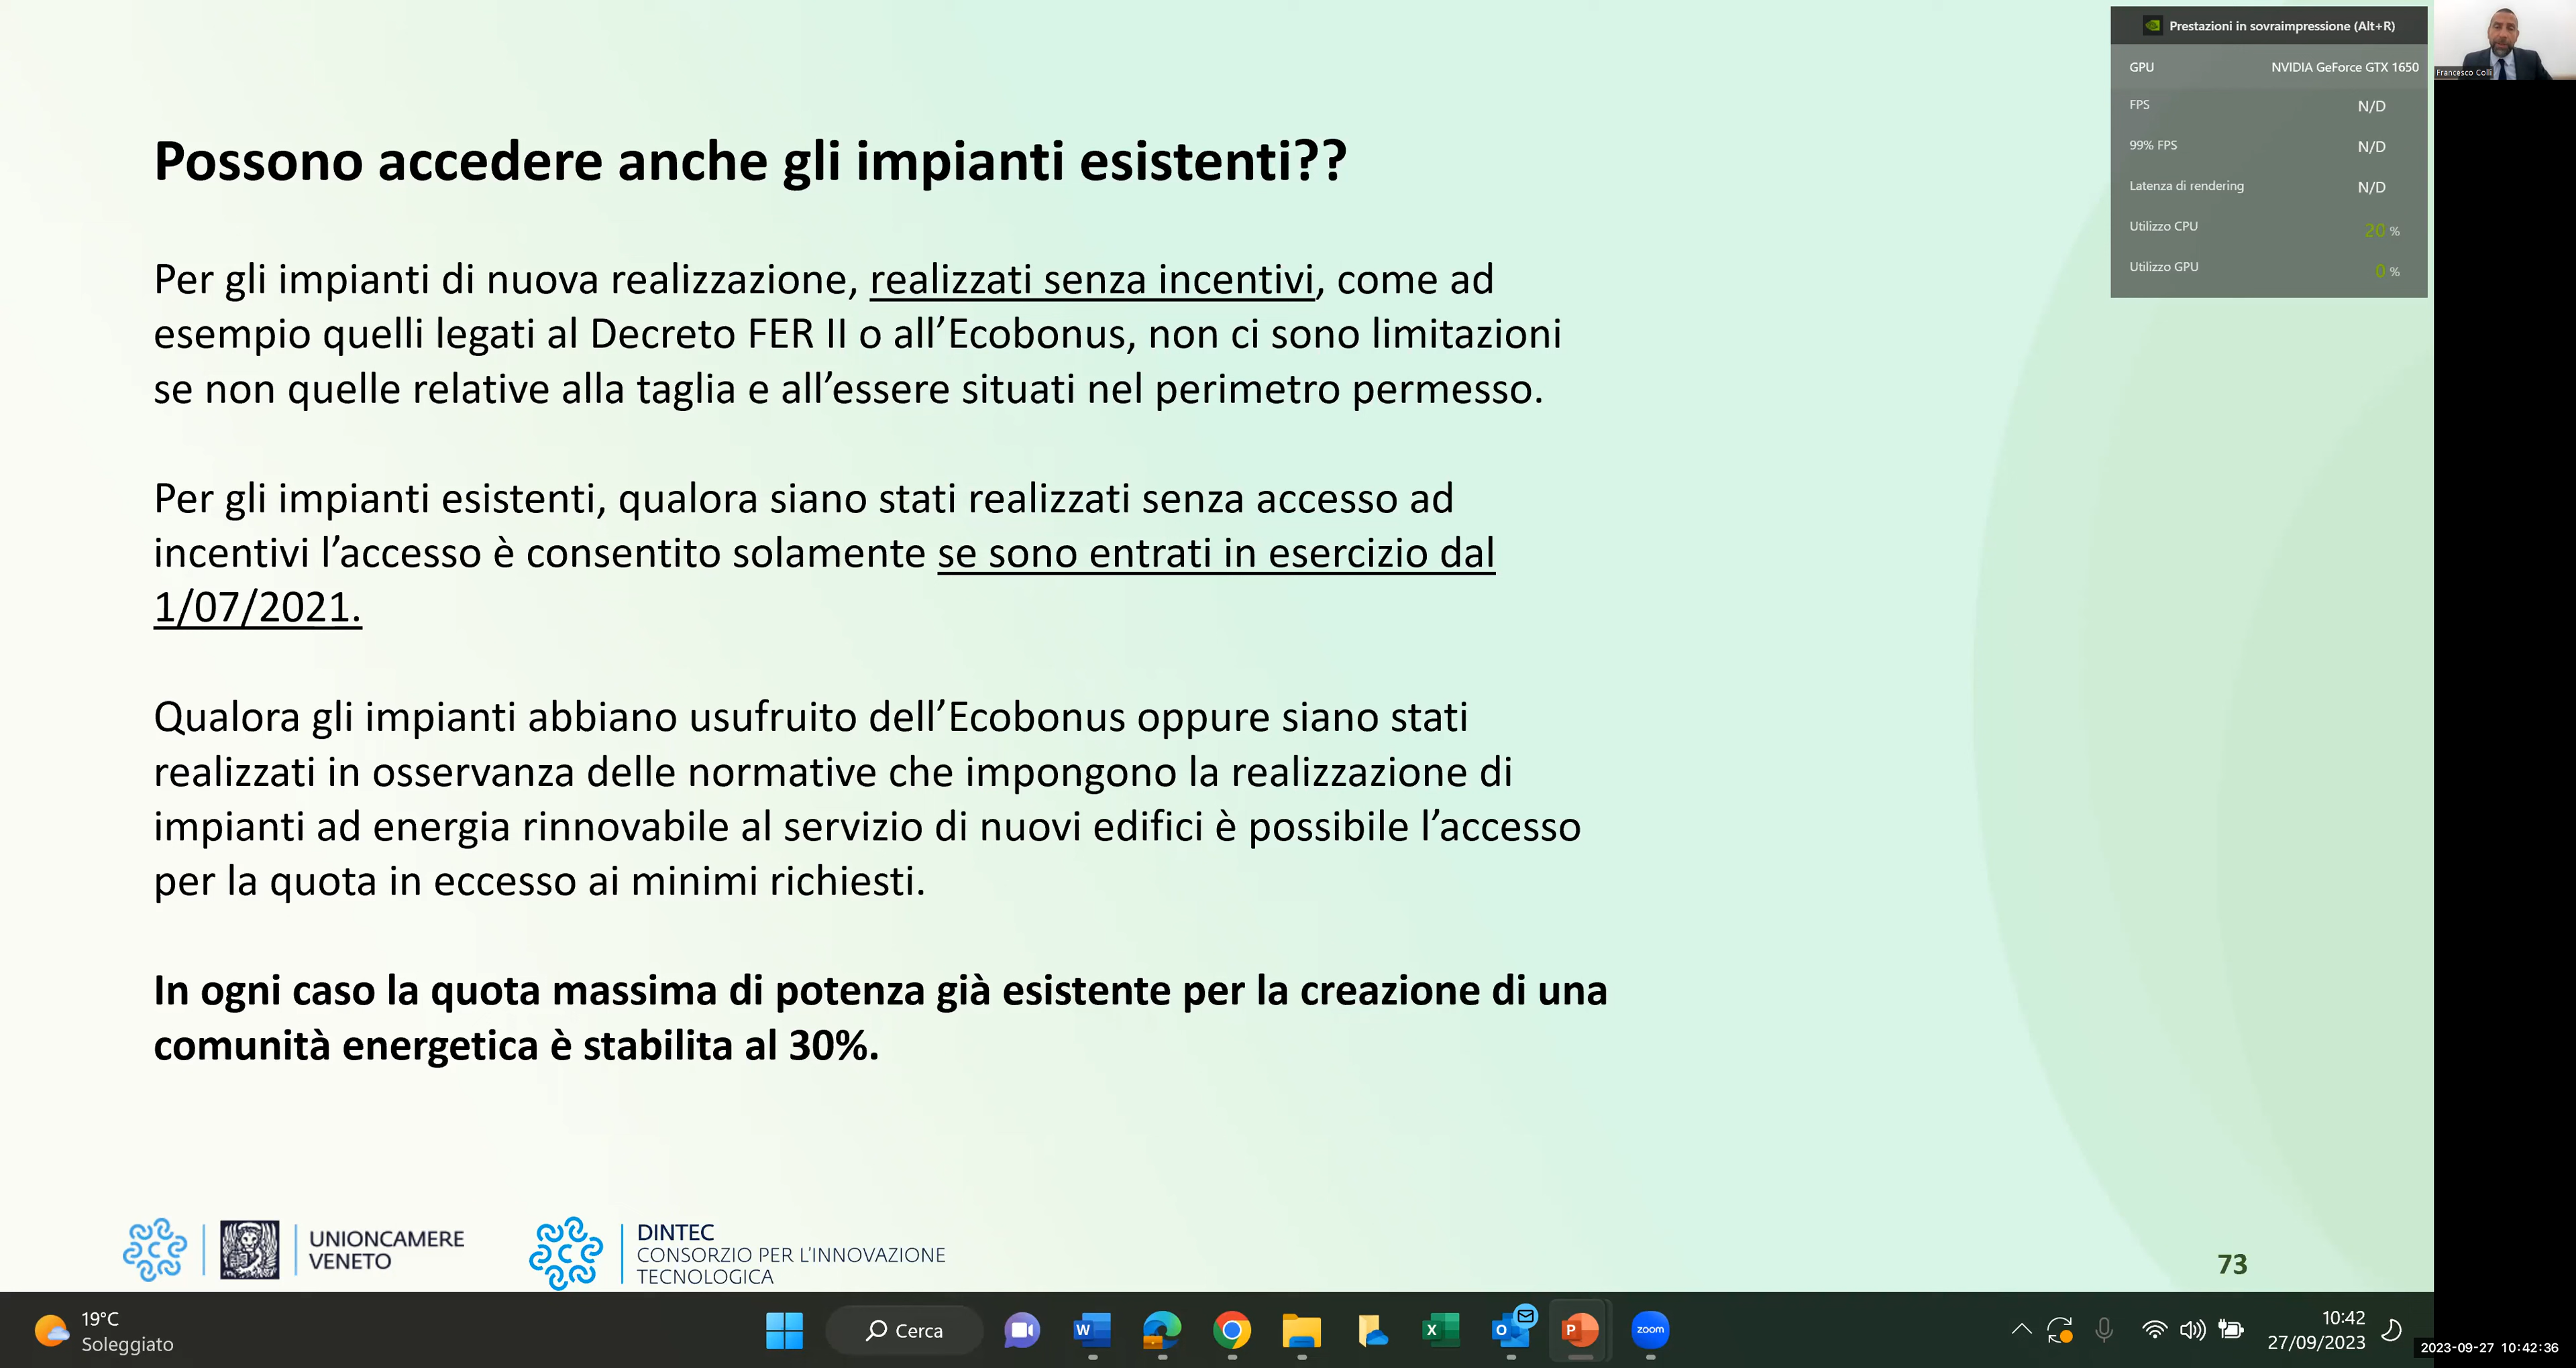 Possono accedere anche gli impianti esistenti??
Per gli impianti di nuova realizzazione, realizzati senza incentivi, come ad
esempio quelli legati al Decreto FER II o all’Ecobonus, non ci sono limitazioni
se non quelle relative alla taglia e all’essere situati nel perimetro permesso.
Per gli impianti esistenti, qualora siano stati realizzati senza accesso ad
incentivi l’accesso è consentito solamente se sono entrati in esercizio dal
1/07/2021.
Qualora gli impianti abbiano usufruito dell’Ecobonus oppure siano stati
realizzati in osservanza delle normative che impongono la realizzazione di
impianti ad energia rinnovabile al servizio di nuovi edifici è possibile l’accesso
per la quota in eccesso ai minimi richiesti.
In ogni caso la quota massima di potenza già esistente per la creazione di una
comunità energetica è stabilita al 30%.
UNIONCAMERE
VENETO
DINTEC
CONSORZIO PER L'INNOVAZIONE
TECNOLOGICA
73
Prestazioni in sovraimpressione (Alt+R)
GPU NVIDIA GeForce GTX 1650
FPS N/D
99% FPS N/D
Latenza di rendering N/D
Utilizzo CPU 20 %
Utilizzo GPU 0 %
Francesco Colli
19°C
Soleggiato
Cerca
zoom
10:42
27/09/2023
2023-09-27 10:42:36